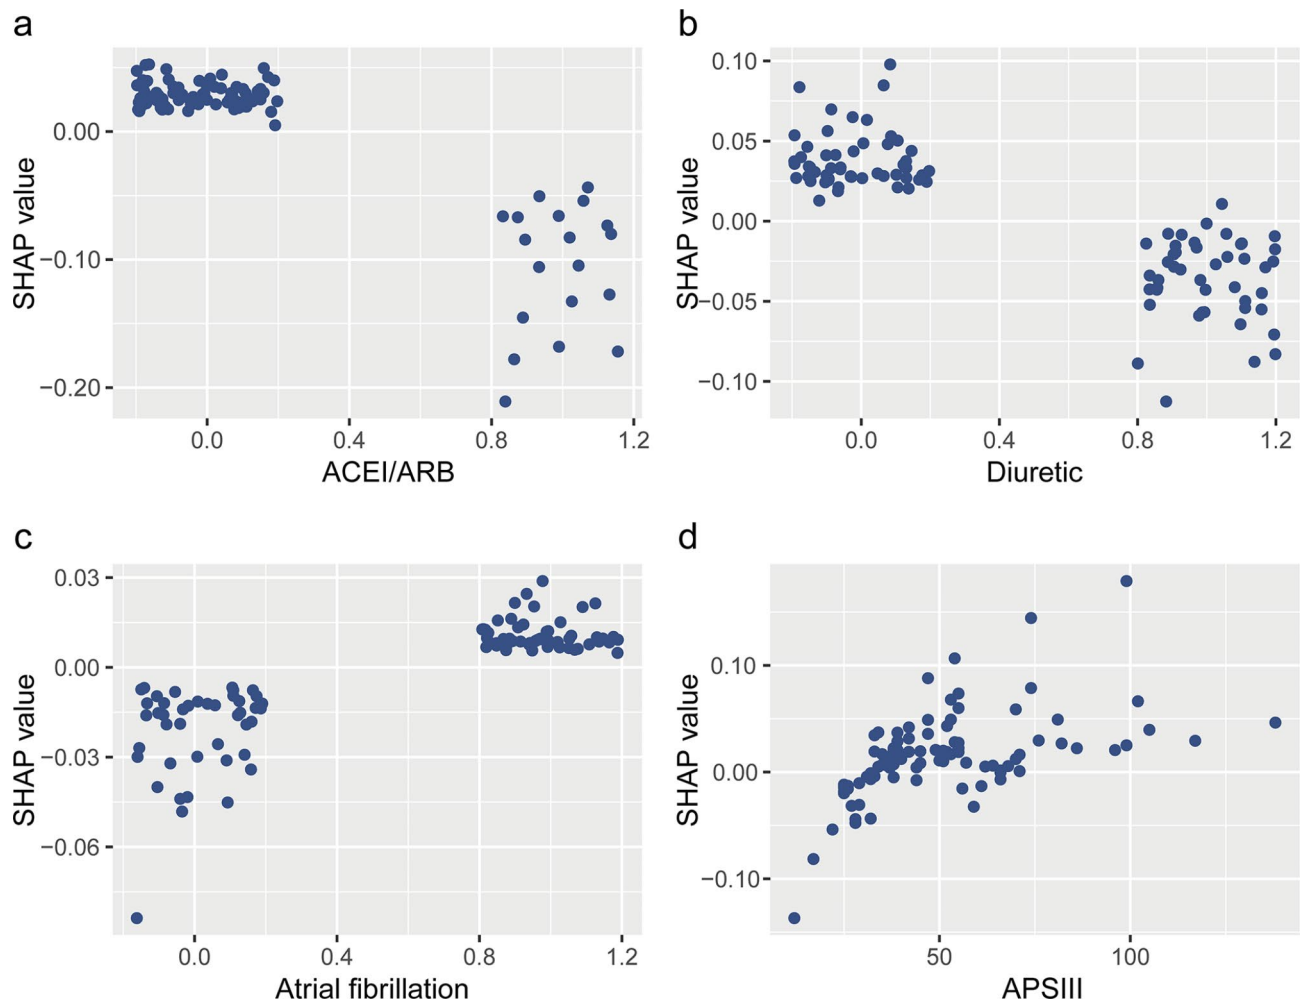 a
SHAP value
0.00
−0.10
−0.20
0.0 0.4 0.8 1.2
ACEI/ARB
b
SHAP value
0.10
0.05
0.00
−0.05
−0.10
0.0 0.4 0.8 1.2
Diuretic
c
SHAP value
0.03
0.00
−0.03
−0.06
0.0 0.4 0.8 1.2
Atrial fibrillation
d
SHAP value
0.10
0.00
−0.10
50 100
APSIII